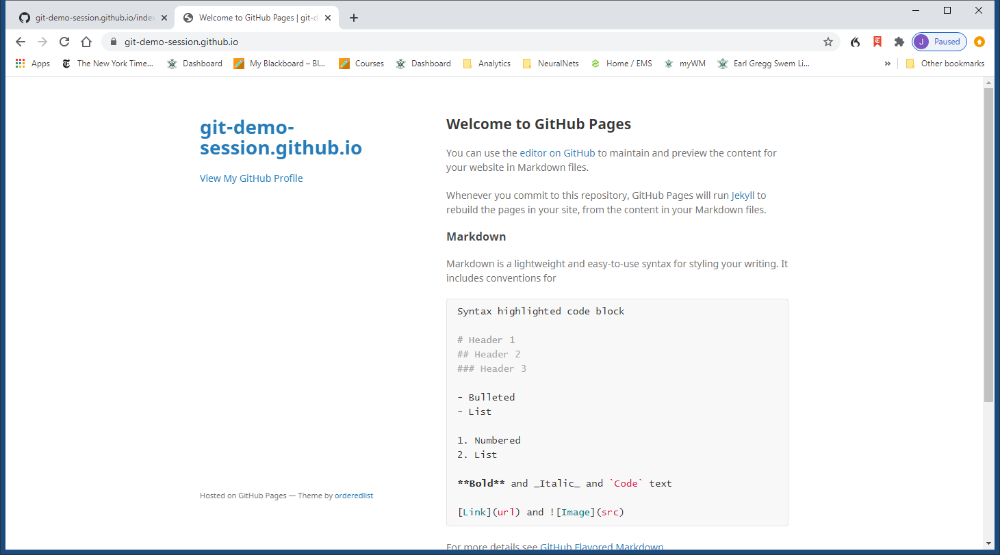 git-demo-session.github.io/index
Welcome to GitHub Pages | git-d
git-demo-session.github.io
J Paused
Apps The New York Time... Dashboard My Blackboard – Bl... Courses Dashboard Analytics NeuralNets Home / EMS myWM Earl Gregg Swem Li... » Other bookmarks
git-demo-
session.github.io
View My GitHub Profile
Hosted on GitHub Pages — Theme by orderedlist
Welcome to GitHub Pages
You can use the editor on GitHub to maintain and preview the content for
your website in Markdown files.
Whenever you commit to this repository, GitHub Pages will run Jekyll to
rebuild the pages in your site, from the content in your Markdown files.
Markdown
Markdown is a lightweight and easy-to-use syntax for styling your writing. It
includes conventions for
Syntax highlighted code block
# Header 1
## Header 2
### Header 3
- Bulleted
- List
1. Numbered
2. List
**Bold** and _Italic_ and `Code` text
[Link](url) and ![Image](src)
For more details see GitHub Flavored Markdown